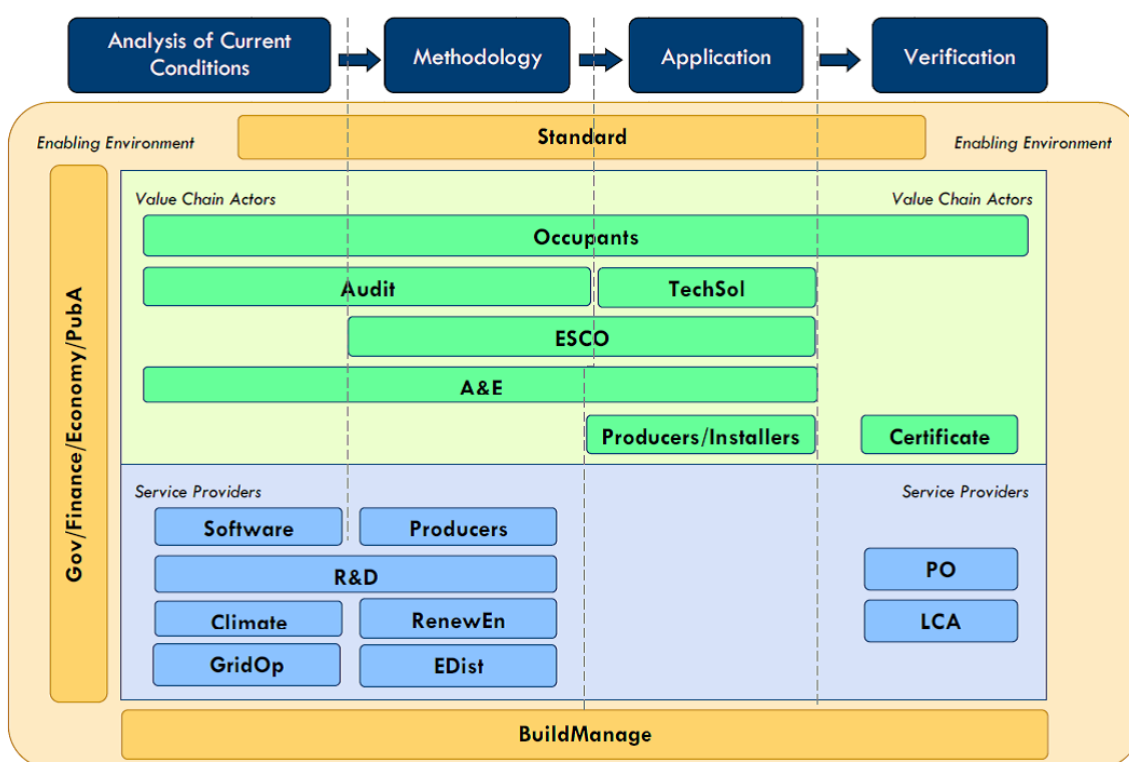 Analysis of Current
Conditions
Methodology
Application
Verification
Enabling Environment
Standard
Enabling Environment
Gov/Finance/Economy/PubA
Value Chain Actors
Value Chain Actors
Occupants
Audit
TechSol
ESCO
A&E
Producers/Installers
Certificate
Service Providers
Service Providers
Software
Producers
R&D
PO
Climate
RenewEn
LCA
GridOp
EDist
BuildManage